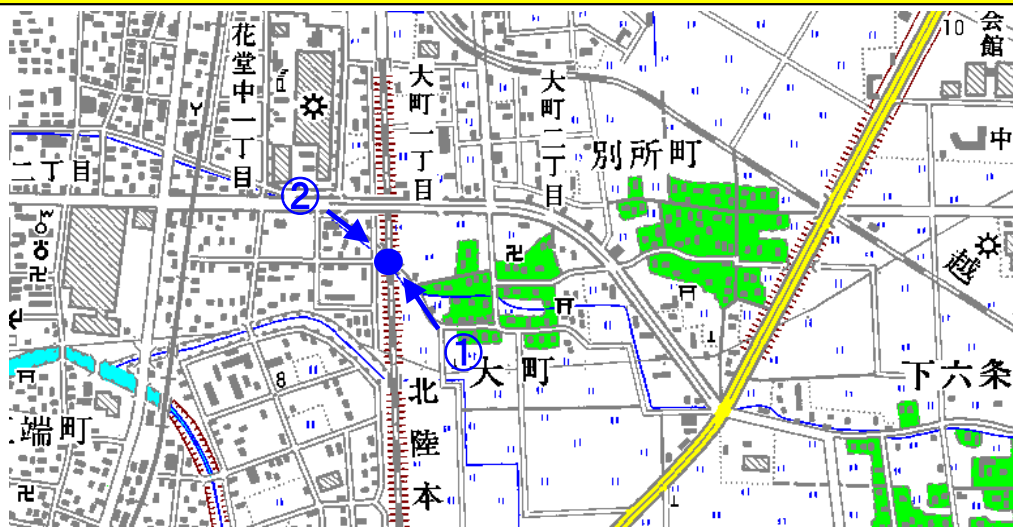 花堂中一丁目
大町一丁目
大町二丁目
別所町
10
会館
中
二丁目
②
越
①
大町
8
北陸本
下六条
端町